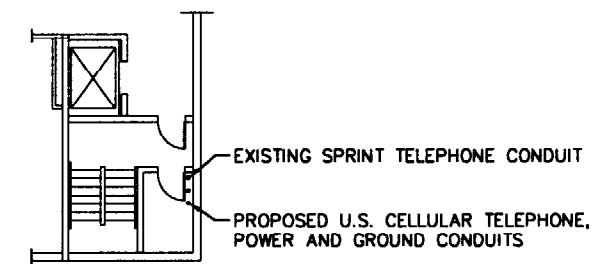 EXISTING SPRINT TELEPHONE CONDUIT
PROPOSED U.S. CELLULAR TELEPHONE,
POWER AND GROUND CONDUITS